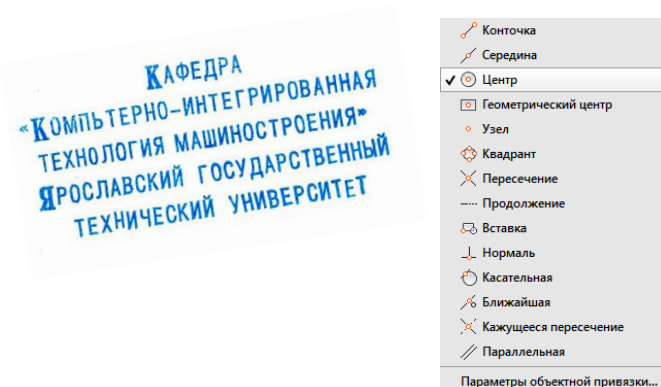 КАФЕДРА
«КОМПЬТЕРНО-ИНТЕГРИРОВАННАЯ
ТЕХНОЛОГИЯ МАШИНОСТРОЕНИЯ»
ЯРОСЛАВСКИЙ ГОСУДАРСТВЕННЫЙ
ТЕХНИЧЕСКИЙ УНИВЕРСИТЕТ
Конточка
Середина
Центр
Геометрический центр
Узел
Квадрант
Пересечение
Продолжение
Вставка
Нормаль
Касательная
Ближайшая
Кажущееся пересечение
Параллельная
Параметры объектной привязки...